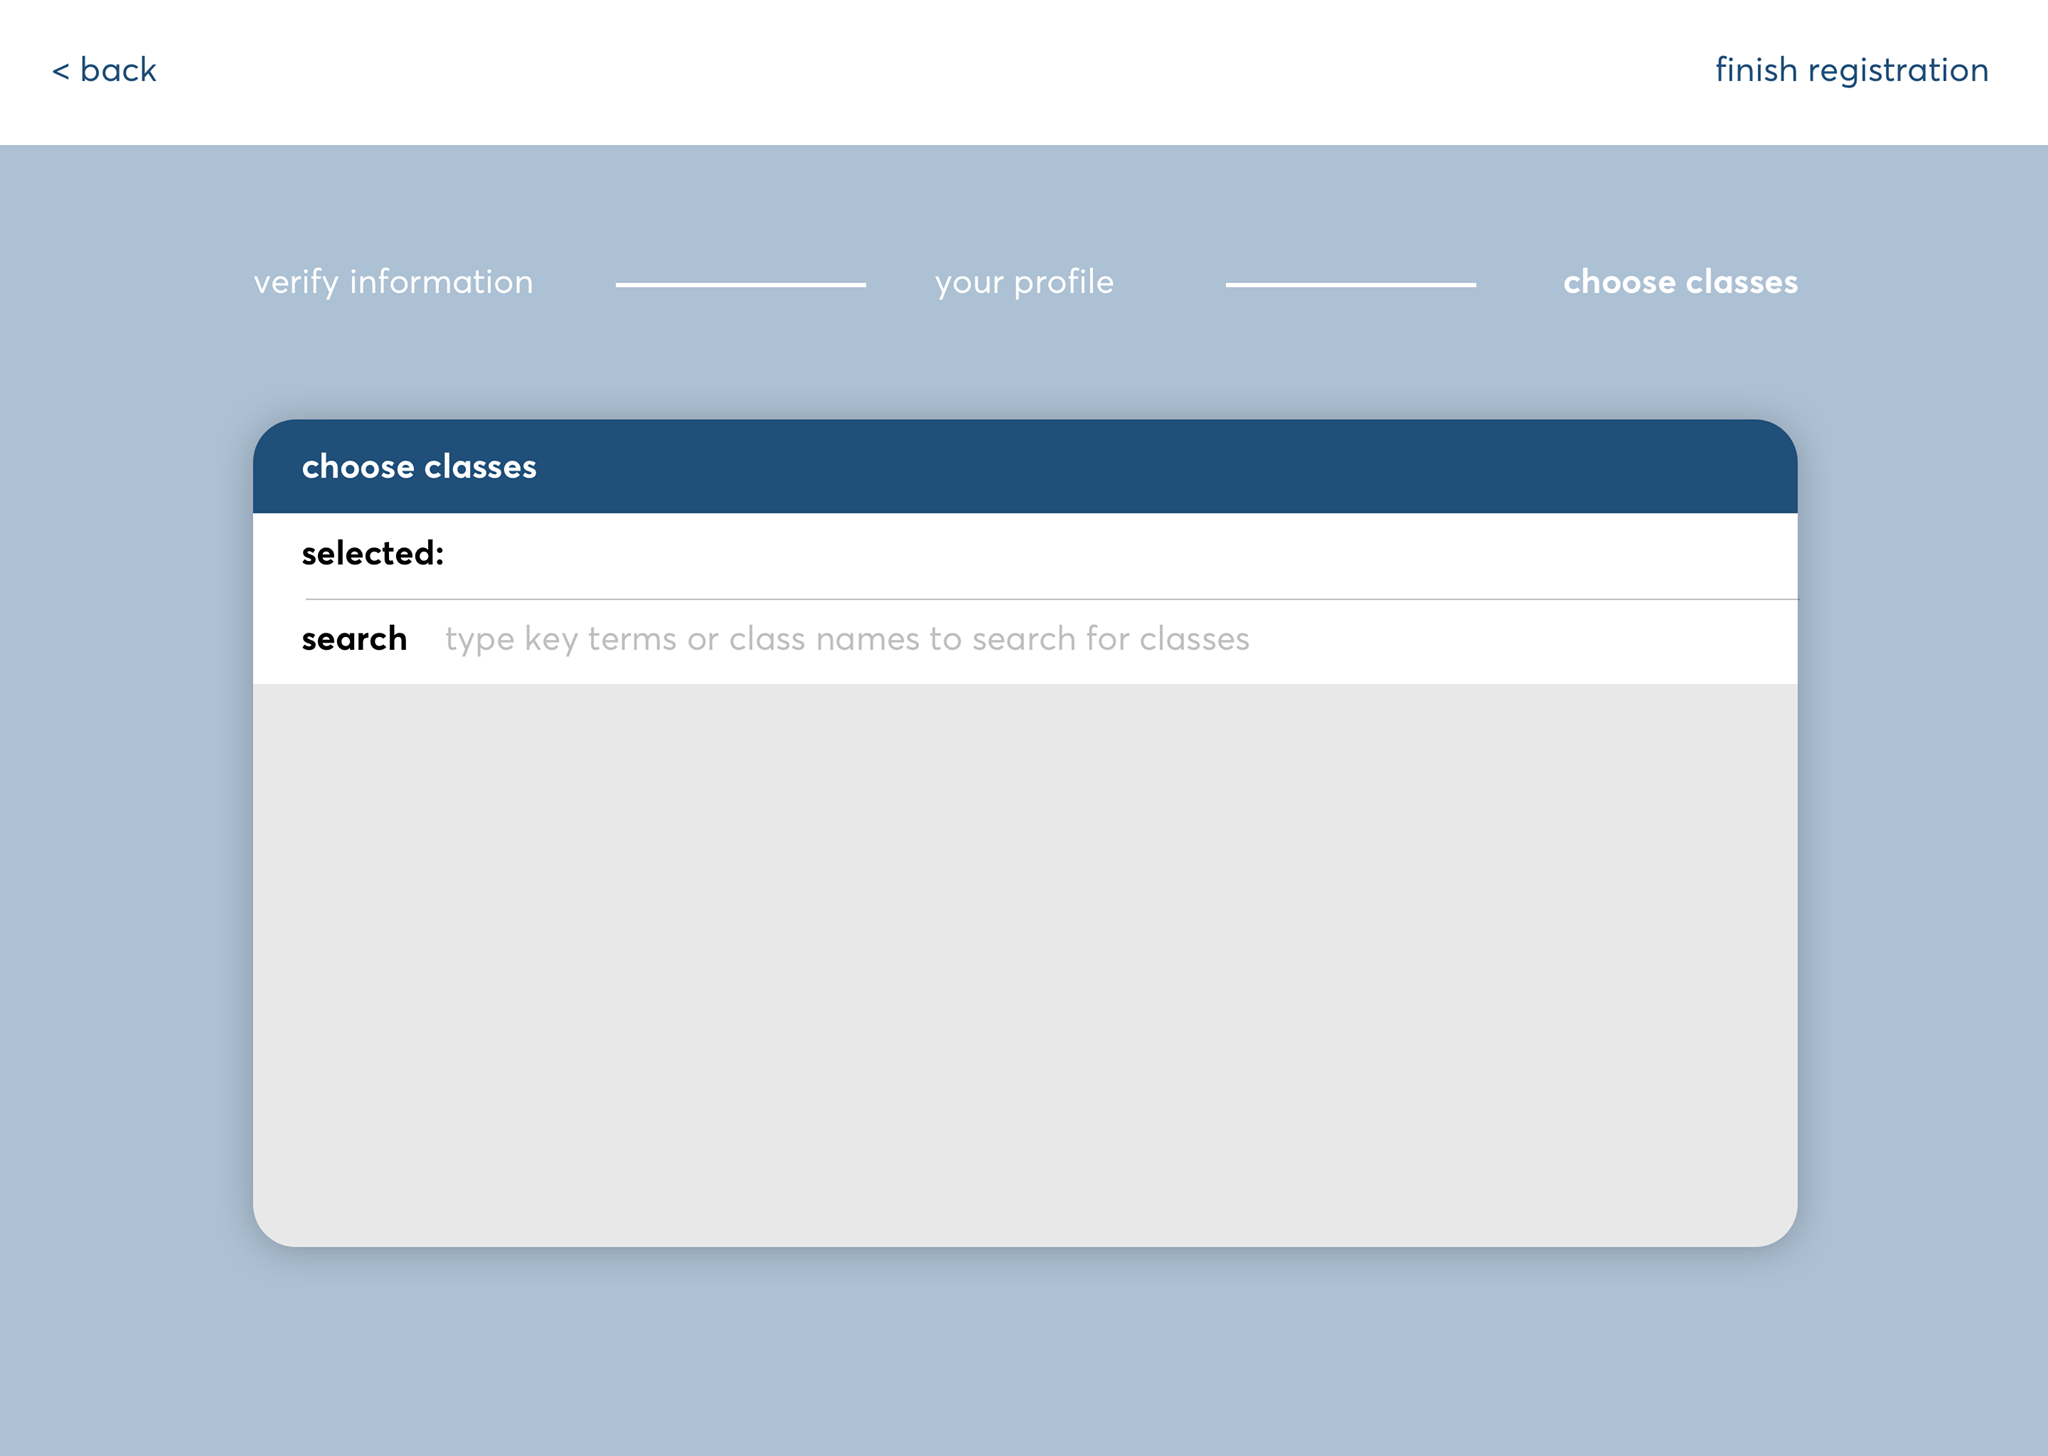 < back
finish registration
verify information
your profile
choose classes
choose classes
selected:
search type key terms or class names to search for classes